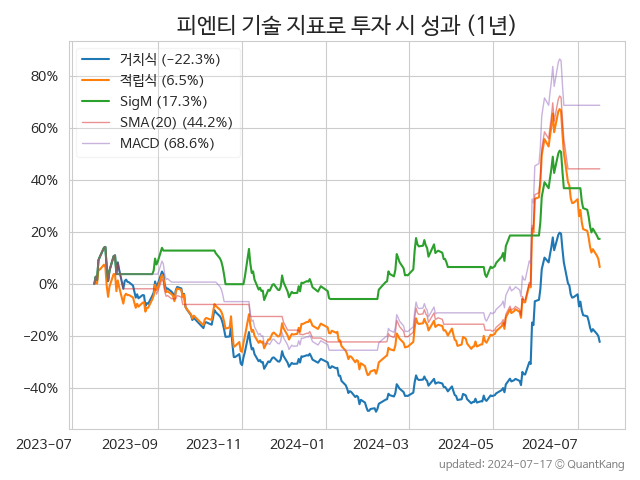 피엔티 기술 지표로 투자 시 성과 (1년)
거치식 (−22.3%)
적립식 (6.5%)
SigM (17.3%)
SMA(20) (44.2%)
MACD (68.6%)
80%
60%
40%
20%
0%
−20%
−40%
2023-07
2023-09
2023-11
2024-01
2024-03
2024-05
2024-07
updated: 2024-07-17 © QuantKang